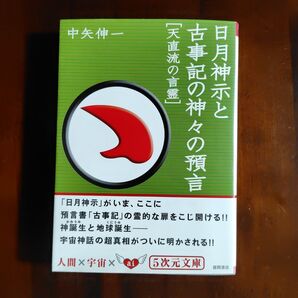 中矢伸一
日月神示と
古事記の神々の預言
[天直流の言霊]
「日月神示」がいま、ここに
預言書「古事記」の霊的な扉をこじ開ける!!
神誕生と地球誕生——
宇宙神話の超真相がついに明かされる!!
人間×宇宙×
5次元文庫
徳間書店